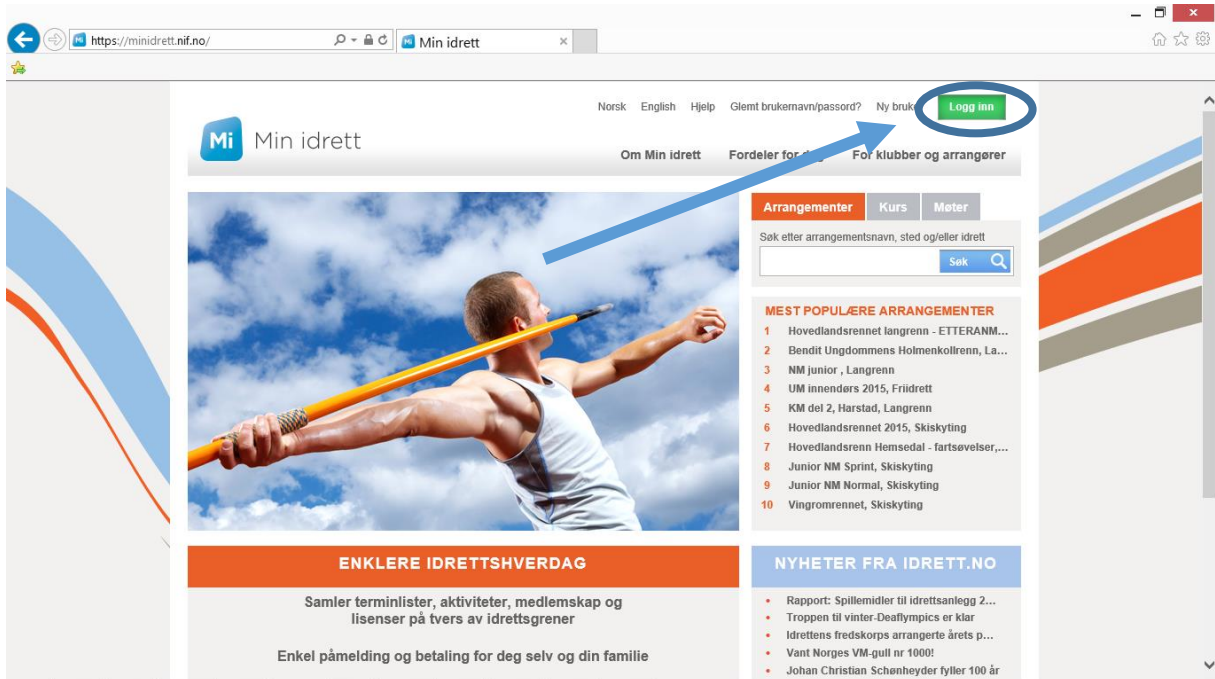 https://minidrett.nif.no/
Min idrett
Norsk English Hjelp Glemt brukernavn/passord? Ny Logg inn
Mi Min idrett
Om Min idrett Fordeler for For klubber og arrangører
Arrangementer Kurs Møter
Søk etter arrangementsnavn, sted og/eller idrett
Søk
MEST POPULÆRE ARRANGEMENTER
1 Hovedlandsrennet langrenn - ETTERANM...
2 Bendit Ungdommens Holmenkollrenn, La...
3 NM junior , Langrenn
4 UM innendørs 2015, Friidrett
5 KM del 2, Harstad, Langrenn
6 Hovedlandsrennet 2015, Skiskyting
7 Hovedlandsrenn Hemsedal - fartsøvelser,...
8 Junior NM Sprint, Skiskyting
9 Junior NM Normal, Skiskyting
10 Vingromrennet, Skiskyting
ENKLERE IDRETTSHVERDAG
Samler terminlister, aktiviteter, medlemskap og
lisenser på tvers av idrettsgrener
Enkel påmelding og betaling for deg selv og din familie
NYHETER FRA IDRETT.NO
• Rapport: Spillemidler til idrettsanlegg 2...
• Troppen til vinter-Deaflympics er klar
• Idrettens fredskorps arrangerte årets p...
• Vant Norges VM-gull nr 1000!
• Johan Christian Schønheyder fyller 100 år